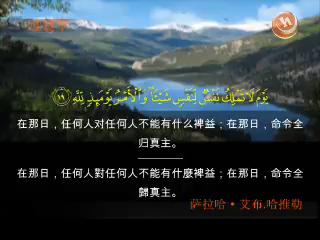 يَوْمَ لَا تَمْلِكُ نَفْسٌ لِّنَفْسٍ شَيْئًا ۖ وَالْأَمْرُ يَوْمَئِذٍ لِّلَّهِ ﴿١٩﴾
在那日，任何人对任何人不能有什么裨益；在那日，命令全
归真主。
在那日，任何人對任何人不能有什麼裨益；在那日，命令全
歸真主。
萨拉哈·艾布.哈推勒